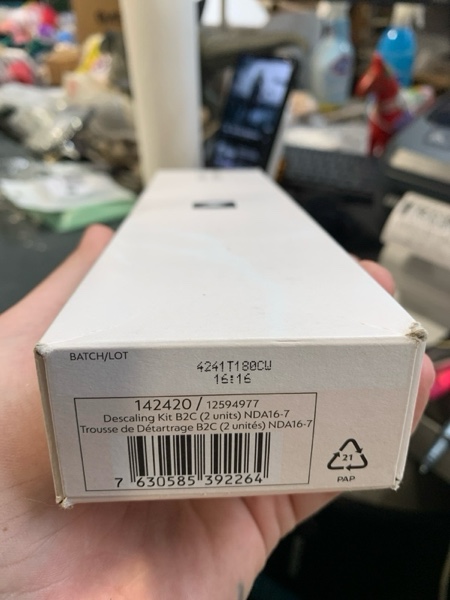 BATCH/LOT
4241T180CW
16:16
142420 / 12594977
Descaling Kit B2C (2 units) NDA16-7
Trousse de Détartrage B2C (2 unités) NDA16-7
7 630585 392264
21
PAP